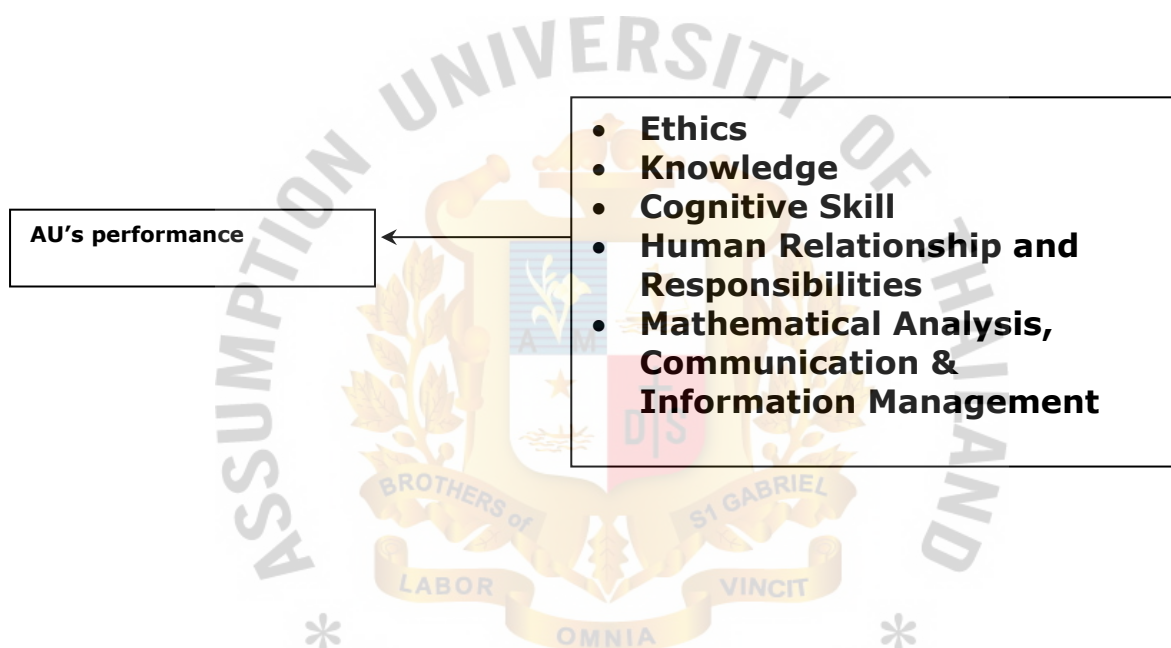 ASSUMPTION UNIVERSITY OF THAILAND
AU’s performance
• Ethics
• Knowledge
• Cognitive Skill
• Human Relationship and
Responsibilities
• Mathematical Analysis,
Communication &
Information Management
A M
D S
BROTHERS of
S1 GABRIEL
LABOR
VINCIT
OMNIA